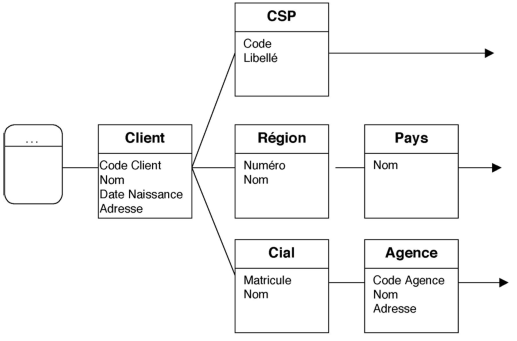 CSP
Code
Libellé
...
Client
Code Client
Nom
Date Naissance
Adresse
Région
Numéro
Nom
Pays
Nom
Cial
Matricule
Nom
Agence
Code Agence
Nom
Adresse